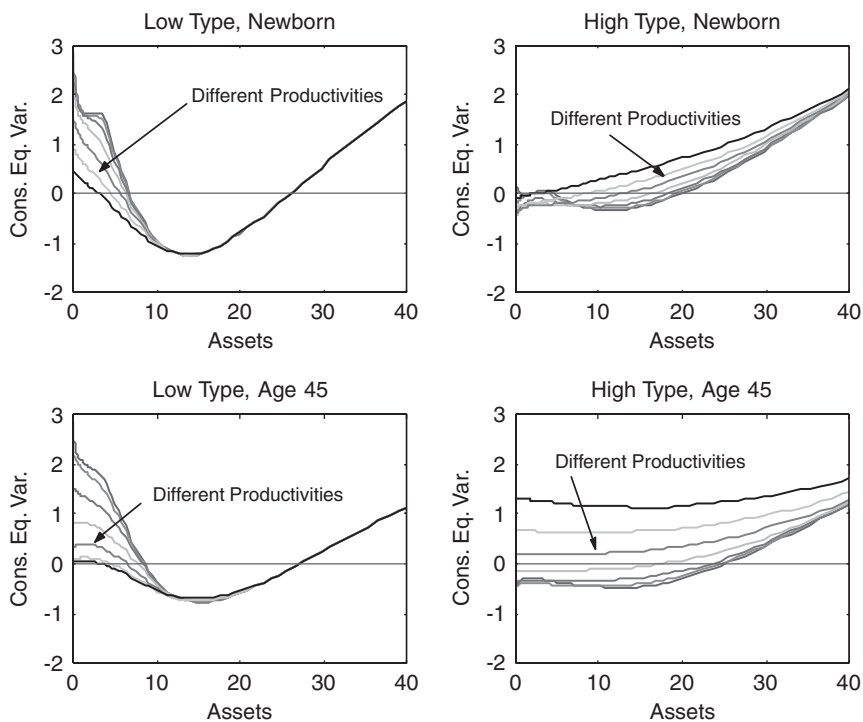 Low Type, Newborn
3
2
1
0
-1
-2
Cons. Eq. Var.
Different Productivities
0
10
20
30
40
Assets
High Type, Newborn
3
2
1
0
-1
-2
Cons. Eq. Var.
Different Productivities
0
10
20
30
40
Assets
Low Type, Age 45
3
2
1
0
-1
-2
Cons. Eq. Var.
Different Productivities
0
10
20
30
40
Assets
High Type, Age 45
3
2
1
0
-1
-2
Cons. Eq. Var.
Different Productivities
0
10
20
30
40
Assets